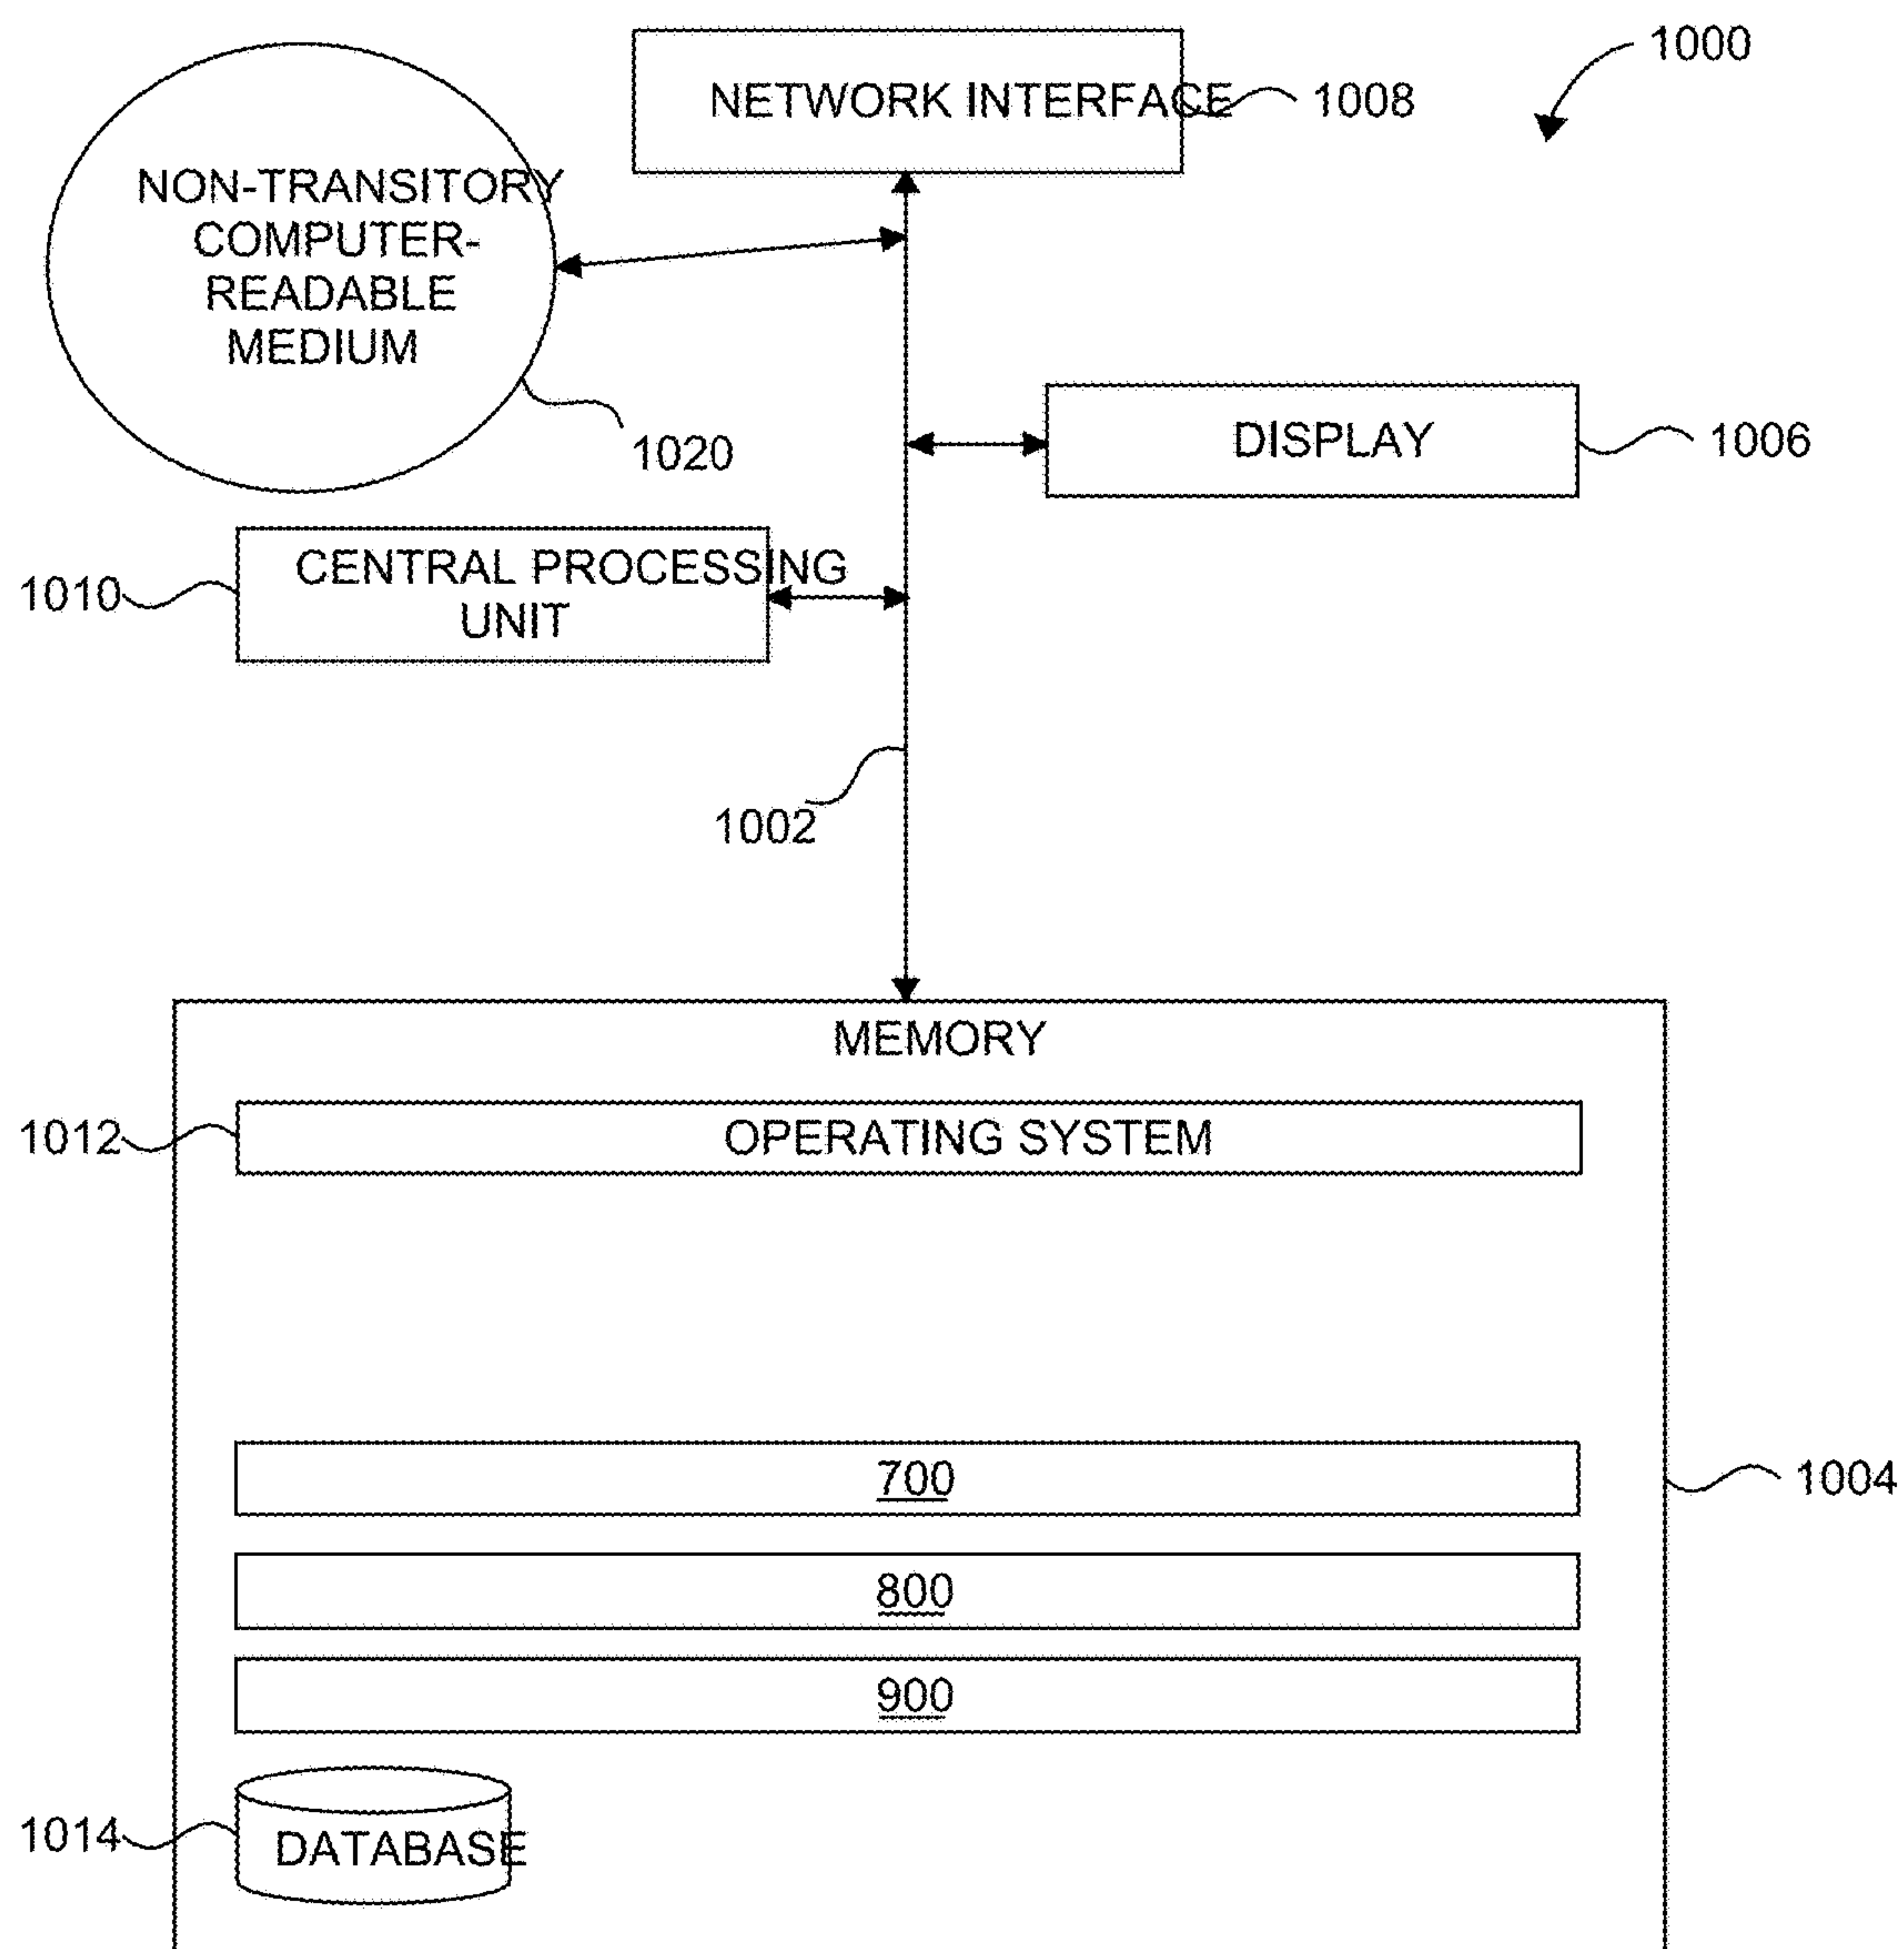 1000
NETWORK INTERFACE
1008
NON-TRANSITORY
COMPUTER-
READABLE
MEDIUM
1020
DISPLAY
1006
CENTRAL PROCESSING
UNIT
1010
1002
MEMORY
1012
OPERATING SYSTEM
700
1004
800
900
1014
DATABASE